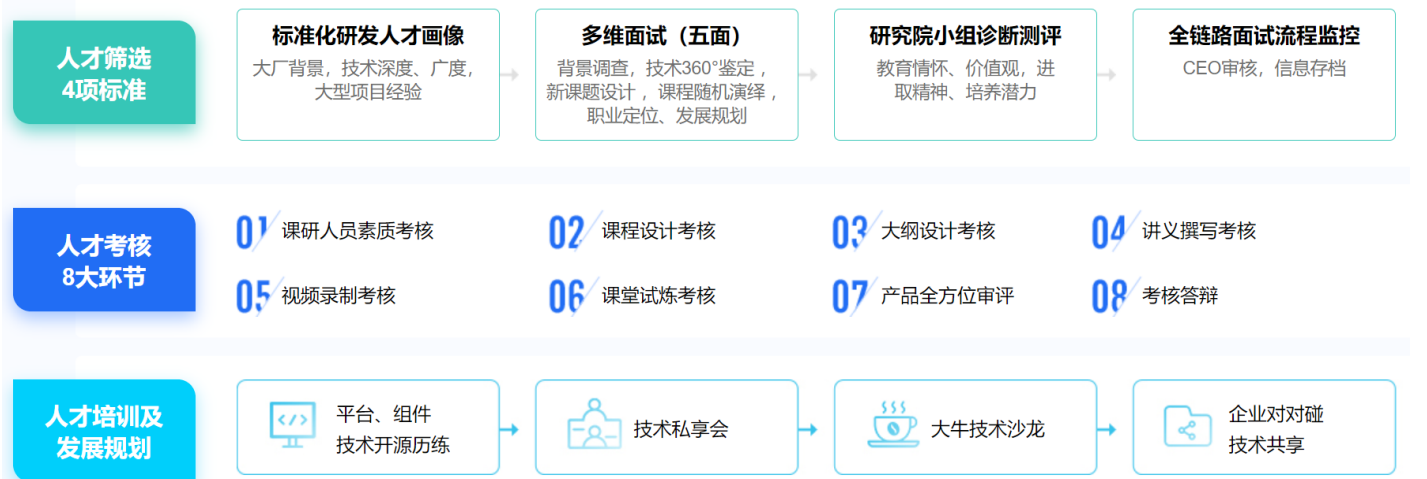 人才筛选
4项标准
标准化研发人才画像
大厂背景，技术深度、广度，
大型项目经验
多维面试（五面）
背景调查，技术360°鉴定，
新课题设计，课程随机演绎，
职业定位、发展规划
研究院小组诊断测评
教育情怀、价值观，进
取精神、培养潜力
全链路面试流程监控
CEO审核，信息存档
人才考核
8大环节
01 课研人员素质考核
02 课程设计考核
03 大纲设计考核
04 讲义撰写考核
05 视频录制考核
06 课堂试炼考核
07 产品全方位审评
08 考核答辩
人才培训及
发展规划
</>
平台、组件
技术开源历练
技术私享会
大牛技术沙龙
企业对对碰
技术共享